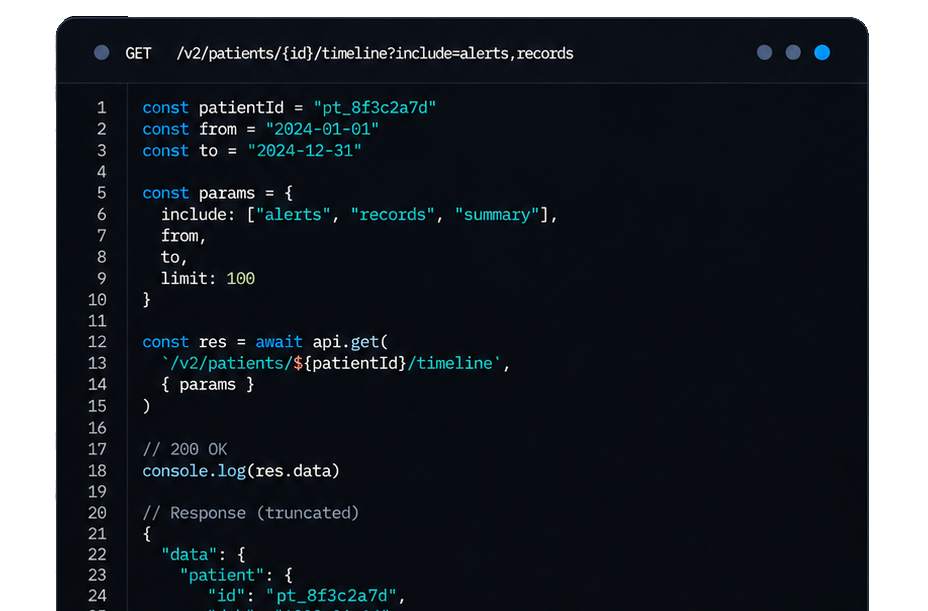 GET /v2/patients/{id}/timeline?include=alerts,records
1 const patientId = "pt_8f3c2a7d"
2 const from = "2024-01-01"
3 const to = "2024-12-31"
4
5 const params = {
6   include: ["alerts", "records", "summary"],
7   from,
8   to,
9   limit: 100
10 }
11
12 const res = await api.get(
13   `/v2/patients/${patientId}/timeline`,
14   { params }
15 )
16
17 // 200 OK
18 console.log(res.data)
19
20 // Response (truncated)
21 {
22   "data": {
23     "patient": {
24       "id": "pt_8f3c2a7d",